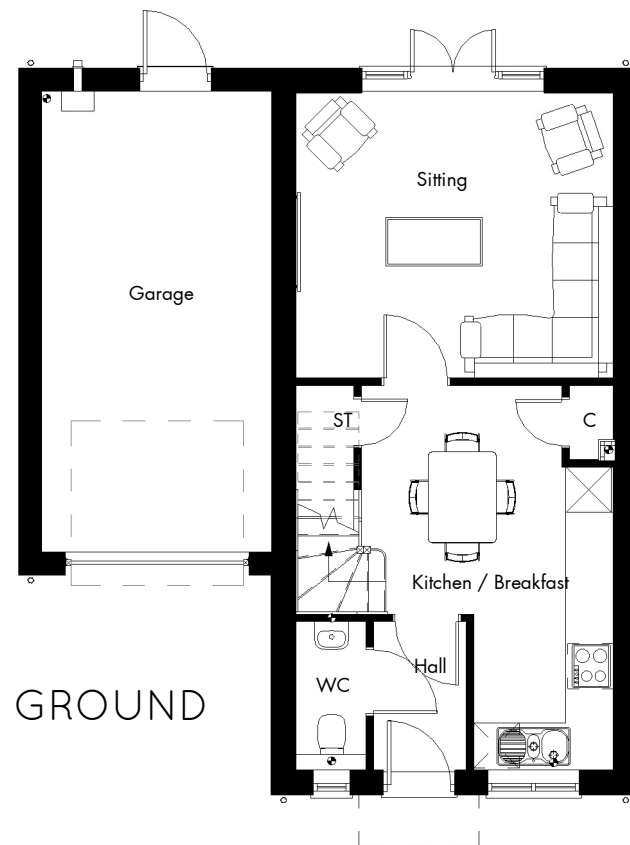 Sitting
Garage
ST
C
Kitchen / Breakfast
Hall
WC
GROUND